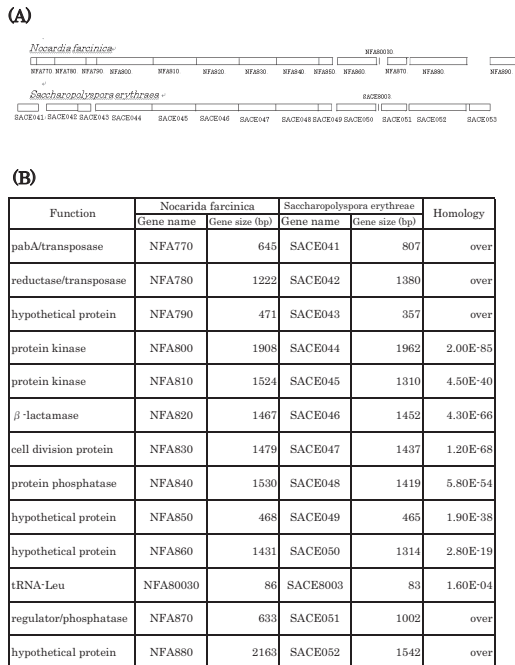 (A)
Nocardia farcinica
NFA80030
NFA770 NFA780 NFA790 NFA800 NFA810 NFA820 NFA830 NFA840 NFA850 NFA860 NFA870 NFA880 NFA890
Saccharopolyspora erythraea
SACE8003
SACE041 SACE042 SACE043 SACE044 SACE045 SACE046 SACE047 SACE048 SACE049 SACE050 SACE051 SACE052 SACE053
(B)
Function Nocarida farcinica Saccharopolyspora erythreae Homology
Gene name Gene size (bp) Gene name Gene size (bp)
pabA/transposase NFA770 645 SACE041 807 over
reductase/transposase NFA780 1222 SACE042 1380 over
hypothetical protein NFA790 471 SACE043 357 over
protein kinase NFA800 1908 SACE044 1962 2.00E-85
protein kinase NFA810 1524 SACE045 1310 4.50E-40
β-lactamase NFA820 1467 SACE046 1452 4.30E-66
cell division protein NFA830 1479 SACE047 1437 1.20E-68
protein phosphatase NFA840 1530 SACE048 1419 5.80E-54
hypothetical protein NFA850 468 SACE049 465 1.90E-38
hypothetical protein NFA860 1431 SACE050 1314 2.80E-19
tRNA-Leu NFA80030 86 SACE8003 83 1.60E-04
regulator/phosphatase NFA870 633 SACE051 1002 over
hypothetical protein NFA880 2163 SACE052 1542 over